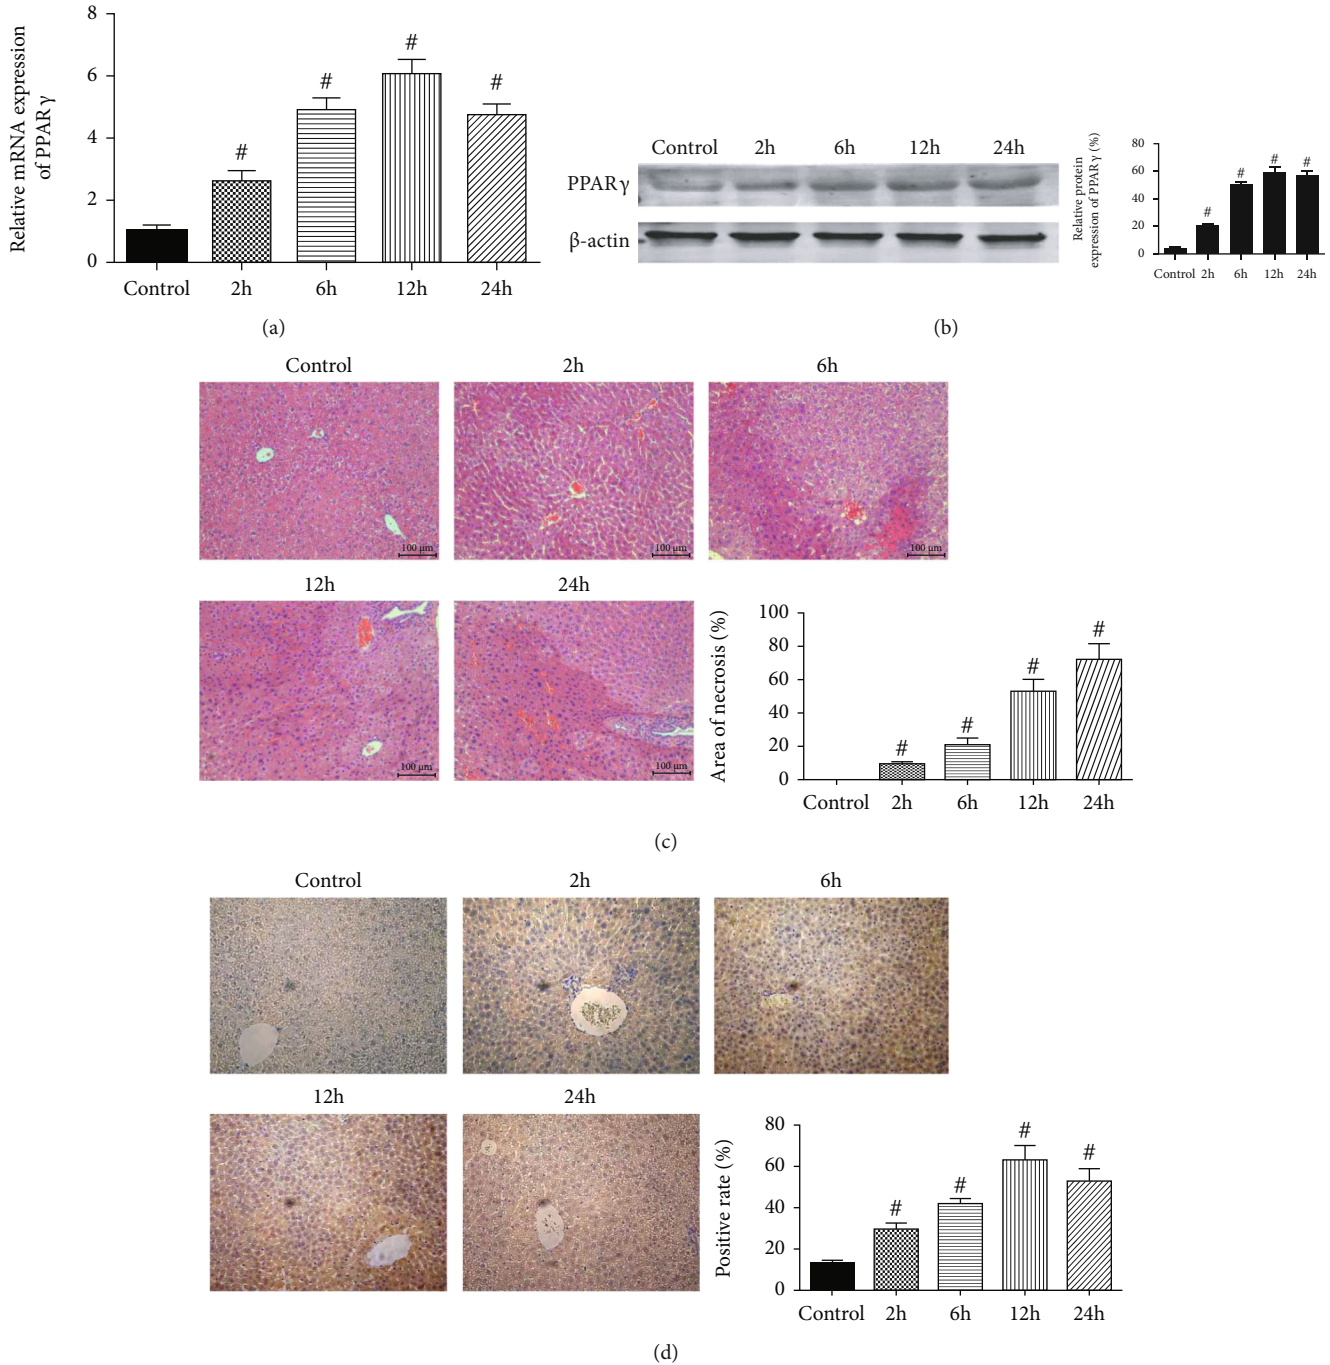 8
6
4
2
0
Relative mRNA expression
of PPAR γ
#
#
#
#
Control 2h 6h 12h 24h
(a)
Control 2h 6h 12h 24h
PPARγ
β-actin
80
60
40
20
0
Relative protein
expression of PPAR γ (%)
#
#
#
#
Control 2h 6h 12h 24h
(b)
Control 2h 6h
100 μm 100 μm 100 μm
12h 24h
100 μm 100 μm
100
80
60
40
20
0
Area of necrosis (%)
#
#
#
#
Control 2h 6h 12h 24h
(c)
Control 2h 6h
12h 24h
80
60
40
20
0
Positive rate (%)
#
#
#
#
Control 2h 6h 12h 24h
(d)